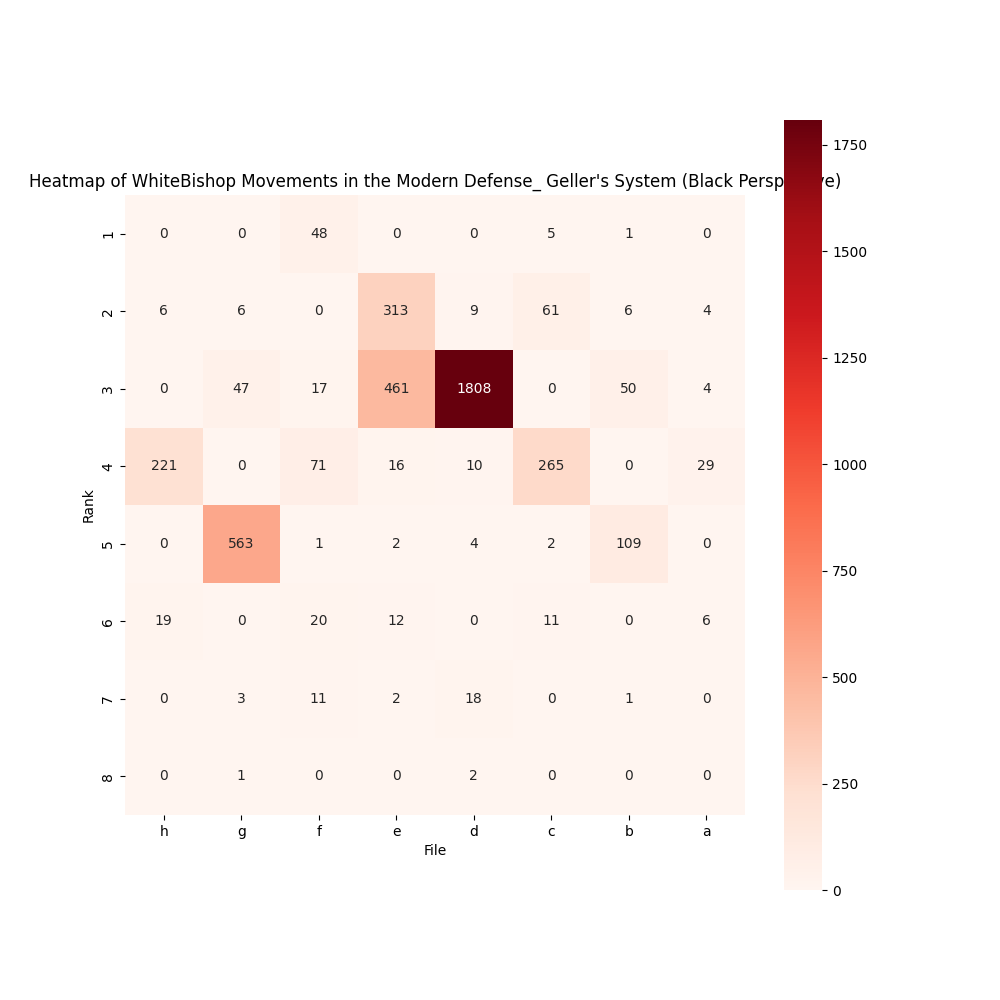 Heatmap of WhiteBishop Movements in the Modern Defense_ Geller's System (Black Persp ve)
1 0 0 48 0 0 5 1 0
2 6 6 0 313 9 61 6 4
3 0 47 17 461 1808 0 50 4
4 221 0 71 16 10 265 0 29
5 0 563 1 2 4 2 109 0
6 19 0 20 12 0 11 0 6
7 0 3 11 2 18 0 1 0
8 0 1 0 0 2 0 0 0
h g f e d c b a
Rank
File
1750
1500
1250
1000
750
500
250
0